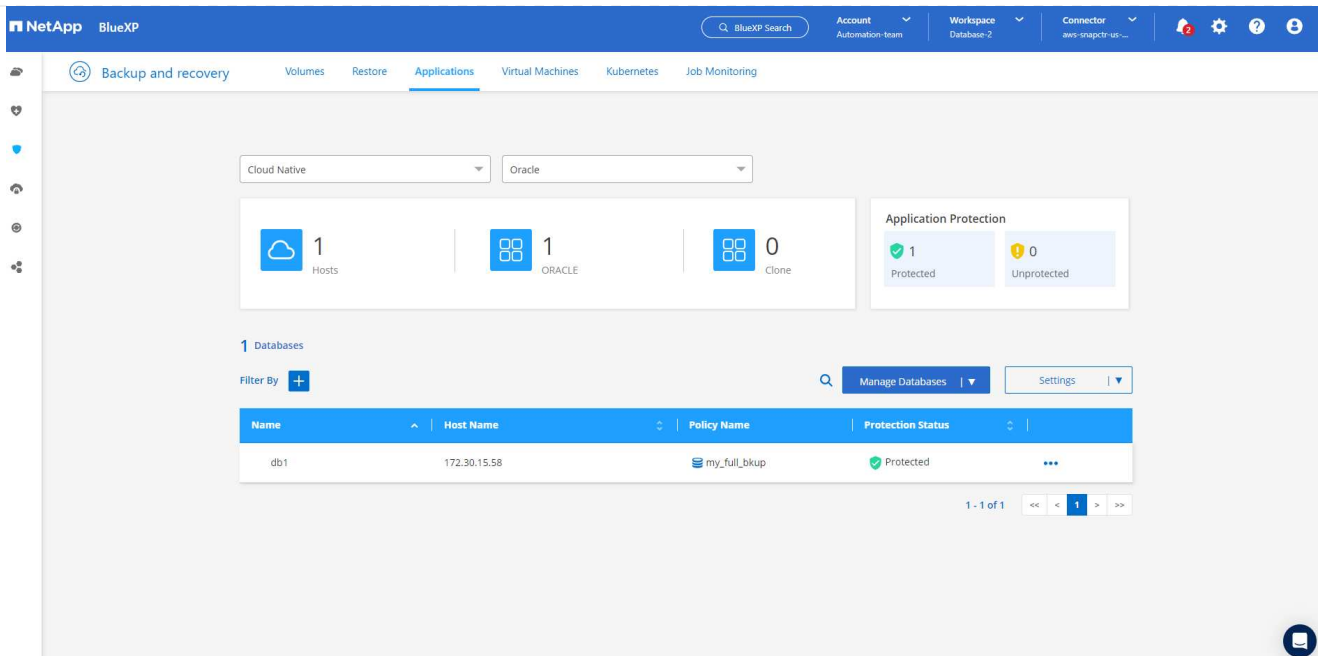 NetApp BlueXP
BlueXP Search
Account
Automation-team
Workspace
Database-2
Connector
aws-snapctr-us-...
2
Backup and recovery
Volumes Restore Applications Virtual Machines Kubernetes Job Monitoring
Cloud Native Oracle
1 Hosts
1 ORACLE
0 Clone
Application Protection
1 Protected
0 Unprotected
1 Databases
Filter By +
Manage Databases | ▼ Settings | ▼
Name Host Name Policy Name Protection Status
db1 172.30.15.58 my_full_bkup Protected
1 - 1 of 1 << < 1 > >>